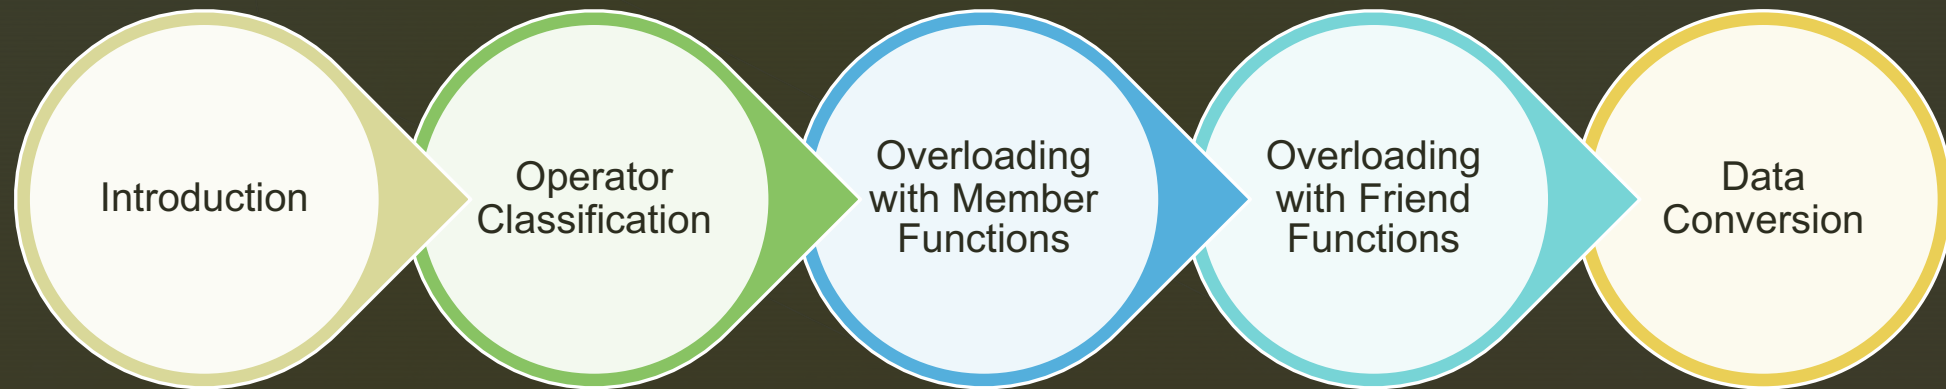 Introduction
Operator
Classification
Overloading
with Member
Functions
Overloading
with Friend
Functions
Data
Conversion